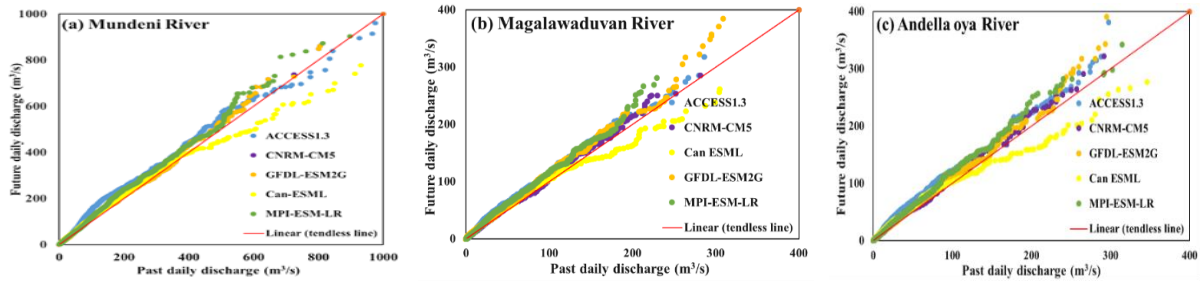 (a) Mundeni River
Future daily discharge (m³/s)
1000
800
600
400
200
0
ACCESS1.3
CNRM-CM5
GFDL-ESM2G
Can-ESML
MPI-ESM-LR
Linear (tendless line)
0 200 400 600 800 1000
Past daily discharge (m³/s)
(b) Magalawaduvan River
Future daily discharge (m³/s)
400
300
200
100
0
ACCESS1.3
CNRM-CM5
Can ESML
GFDL-ESM2G
MPI-ESM-LR
Linear (tendless line)
0 100 200 300 400
Past daily discharge (m³/s)
(c) Andella oya River
Future daily discharge (m³/s)
400
300
200
100
0
ACCESS1.3
CNRM-CM5
GFDL-ESM2G
Can ESML
MPI-ESM-LR
Linear (tendless line)
0 100 200 300 400
Past daily discharge (m³/s)